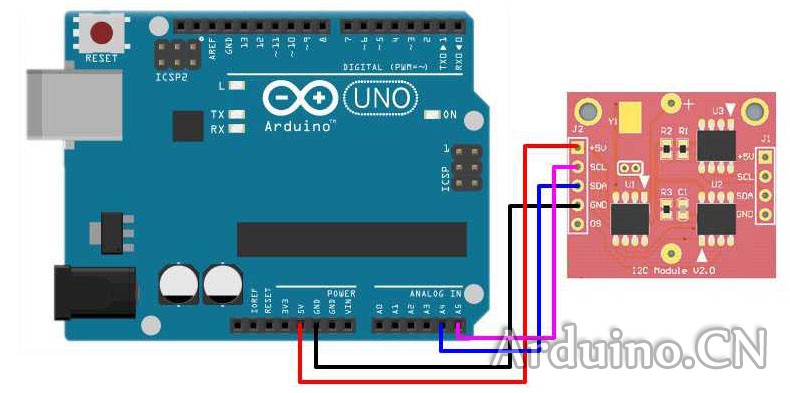 RESET
ICSP2
AREF
GND
13
12
~11
~10
~9
8
7
~6
~5
4
~3
2
TX0 ▶ 1
RX0 ◀ 0
DIGITAL (PWM=~)
L
TX
RX
UNO
Arduino™
ON
1
ICSP
J2
+5V
SCL
SDA
GND
OS
Y1
+
R2 R1
U3
J1
+5V
SCL
SDA
GND
U1
R3 C1
U2
I2C Module V2.0
POWER
ANALOG IN
IOREF
RESET
3V3
5V
GND
GND
VIN
A0
A1
A2
A3
A4
A5
Arduino.CN